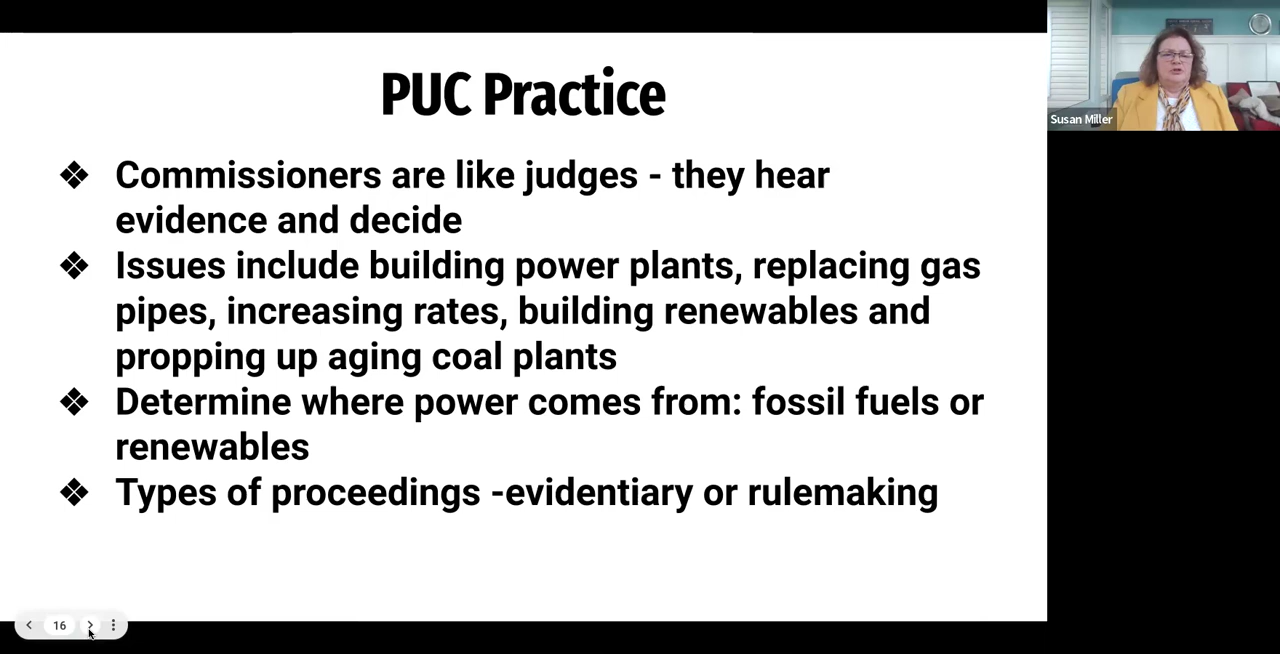 PUC Practice
Susan Miller
❖ Commissioners are like judges - they hear
evidence and decide
❖ Issues include building power plants, replacing gas
pipes, increasing rates, building renewables and
propping up aging coal plants
❖ Determine where power comes from: fossil fuels or
renewables
❖ Types of proceedings -evidentiary or rulemaking
16